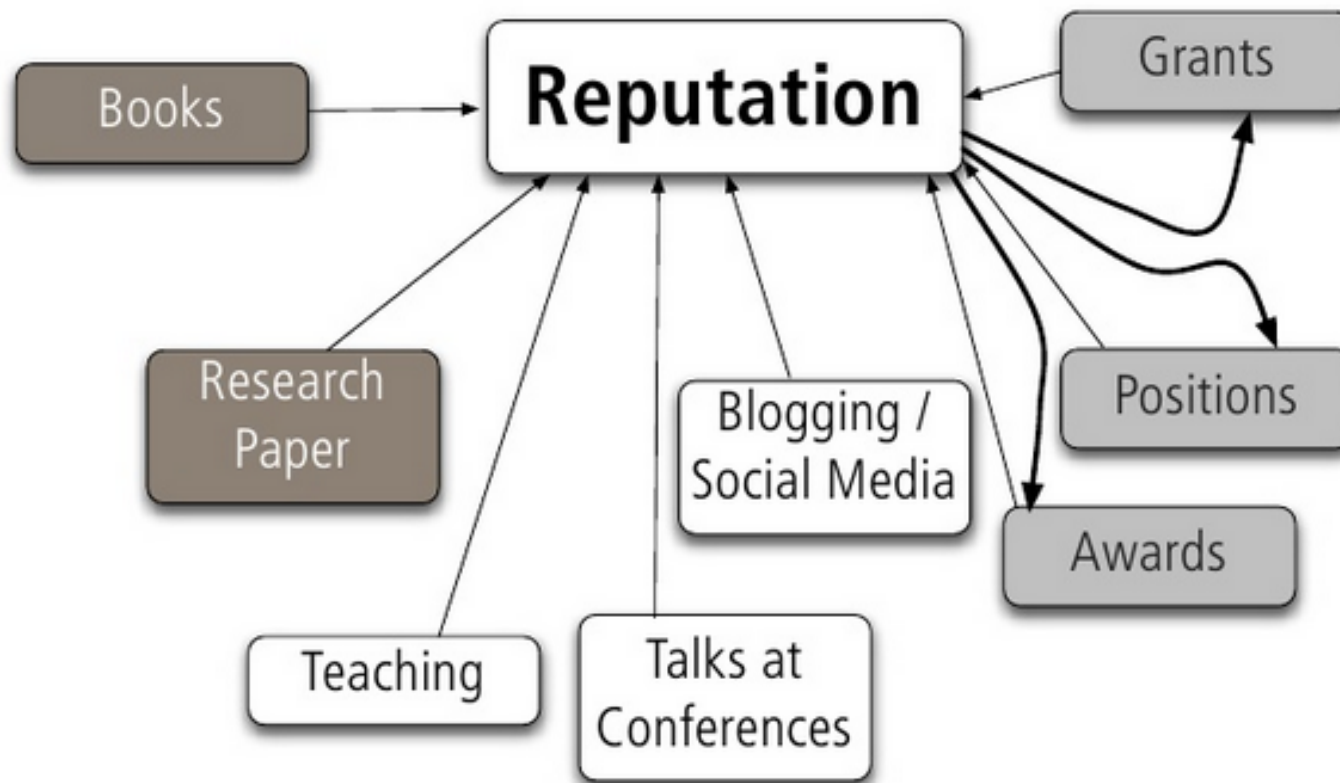 Reputation
Grants
Books
Research
Paper
Blogging /
Social Media
Positions
Awards
Teaching
Talks at
Conferences